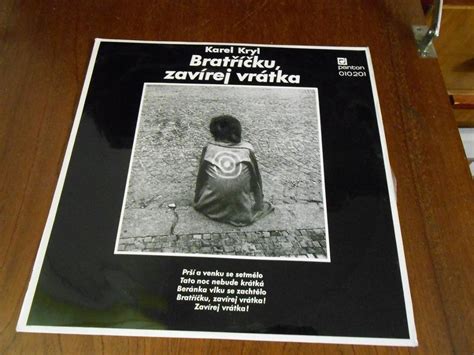 Karel Kryl
Bratříčku,
zavírej vrátka
panton
010201
Prší a venku se setmělo
Tato noc nebude krátká
Beránka vlku se zachtělo
Bratříčku, zavírej vrátka!
Zavírej vrátka!